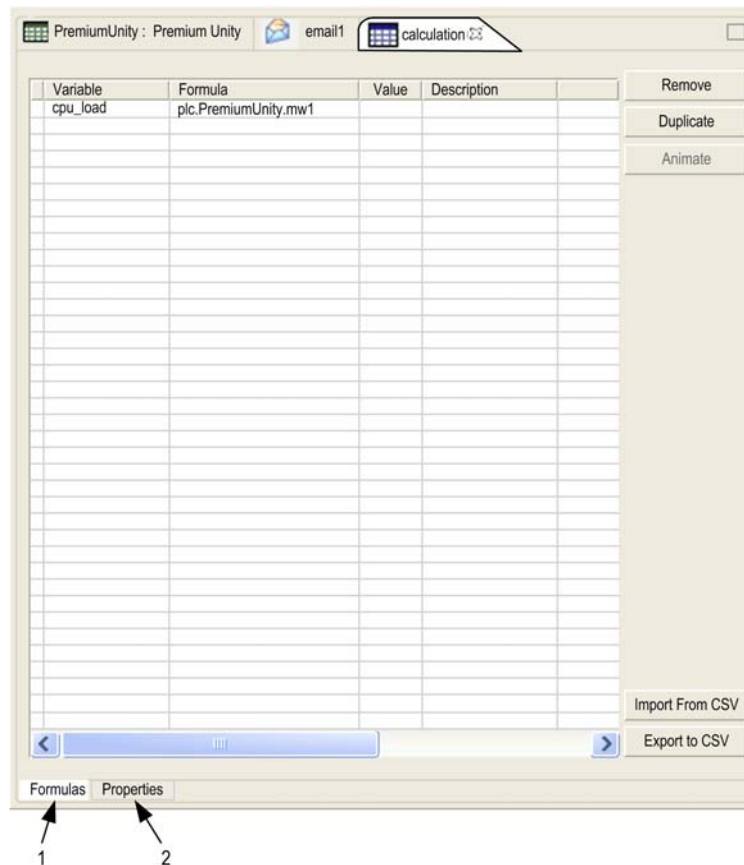 PremiumUnity : Premium Unity email1 calculation
Variable Formula Value Description
cpu_load plc.PremiumUnity.mw1
Remove
Duplicate
Animate
Import From CSV
Export to CSV
Formulas Properties
1 2